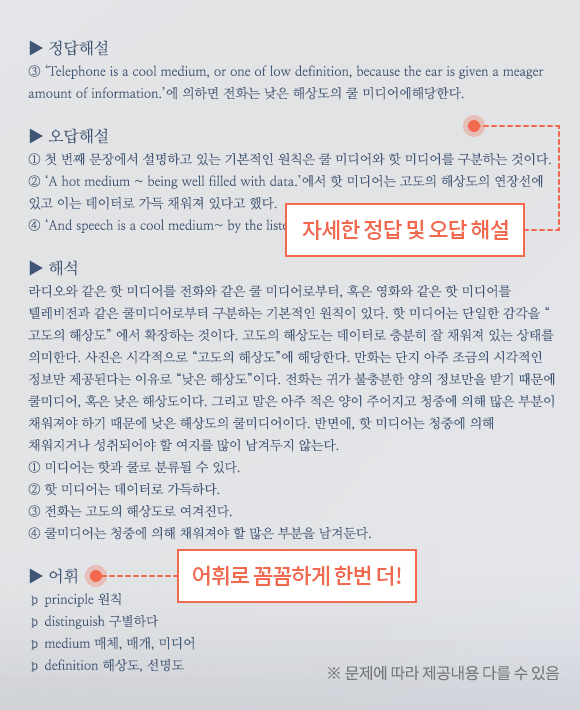 ▶ 정답해설
③ ‘Telephone is a cool medium, or one of low definition, because the ear is given a meager
amount of information.’에 의하면 전화는 낮은 해상도의 쿨 미디어에해당한다.
▶ 오답해설
① 첫 번째 문장에서 설명하고 있는 기본적인 원칙은 쿨 미디어와 핫 미디어를 구분하는 것이다.
② ‘A hot medium ~ being well filled with data.’에서 핫 미디어는 고도의 해상도의 연장선에
있고 이는 데이터로 가득 채워져 있다고 했다.
④ ‘And speech is a cool medium~ by the
자세한 정답 및 오답 해설
▶ 해석
라디오와 같은 핫 미디어를 전화와 같은 쿨 미디어로부터, 혹은 영화와 같은 핫 미디어를
텔레비전과 같은 쿨미디어로부터 구분하는 기본적인 원칙이 있다. 핫 미디어는 단일한 감각을 “
고도의 해상도” 에서 확장하는 것이다. 고도의 해상도는 데이터로 충분히 잘 채워져 있는 상태를
의미한다. 사진은 시각적으로 “고도의 해상도”에 해당한다. 만화는 단지 아주 조금의 시각적인
정보만 제공된다는 이유로 “낮은 해상도”이다. 전화는 귀가 불충분한 양의 정보만을 받기 때문에
쿨미디어, 혹은 낮은 해상도이다. 그리고 말은 아주 적은 양이 주어지고 청중에 의해 많은 부분이
채워져야 하기 때문에 낮은 해상도의 쿨미디어이다. 반면에, 핫 미디어는 청중에 의해
채워지거나 성취되어야 할 여지를 많이 남겨두지 않는다.
① 미디어는 핫과 쿨로 분류될 수 있다.
② 핫 미디어는 데이터로 가득하다.
③ 전화는 고도의 해상도로 여겨진다.
④ 쿨미디어는 청중에 의해 채워져야 할 많은 부분을 남겨둔다.
▶ 어휘
어휘로 꼼꼼하게 한번 더!
þ principle 원칙
þ distinguish 구별하다
þ medium 매체, 매개, 미디어
þ definition 해상도, 선명도
※ 문제에 따라 제공내용 다를 수 있음